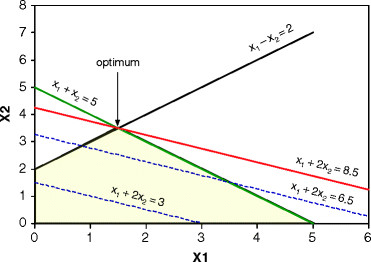 8
7
6
5
4
3
2
1
0
X2
optimum
x₁ + x₂ = 5
x₁ – x₂ = 2
x₁ + 2x₂ = 8.5
x₁ + 2x₂ = 6.5
x₁ + 2x₂ = 3
0 1 2 3 4 5 6
X1